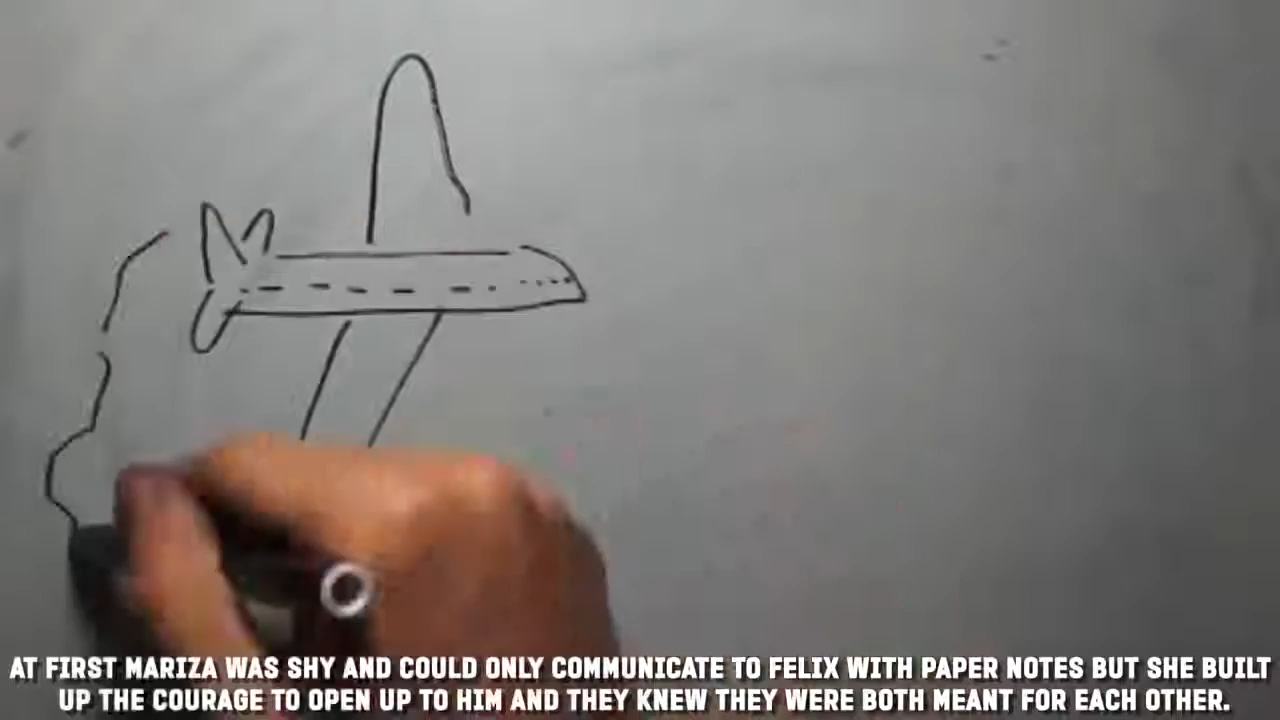 AT FIRST MARIZA WAS SHY AND COULD ONLY COMMUNICATE TO FELIX WITH PAPER NOTES BUT SHE BUILT
UP THE COURAGE TO OPEN UP TO HIM AND THEY KNEW THEY WERE BOTH MEANT FOR EACH OTHER.